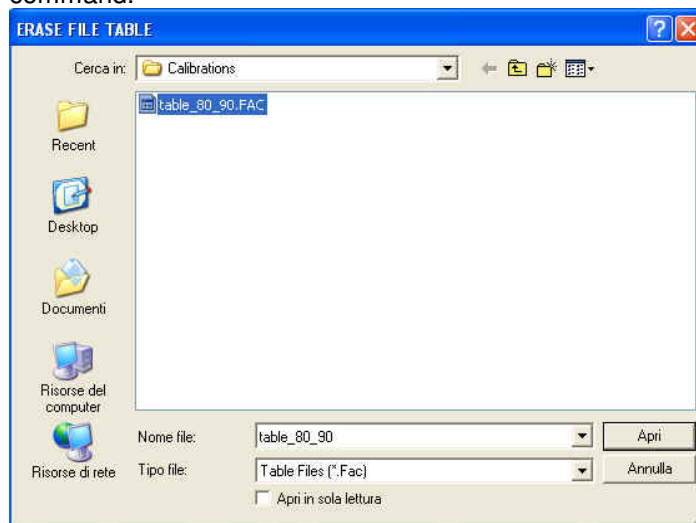 command.
ERASE FILE TABLE
Cerca in: Calibrations
table_80_90.FAC
Recent
Desktop
Documenti
Risorse del
computer
Risorse di rete
Nome file: table_80_90 Apri
Tipo file: Table Files (*.Fac) Annulla
Apri in sola lettura